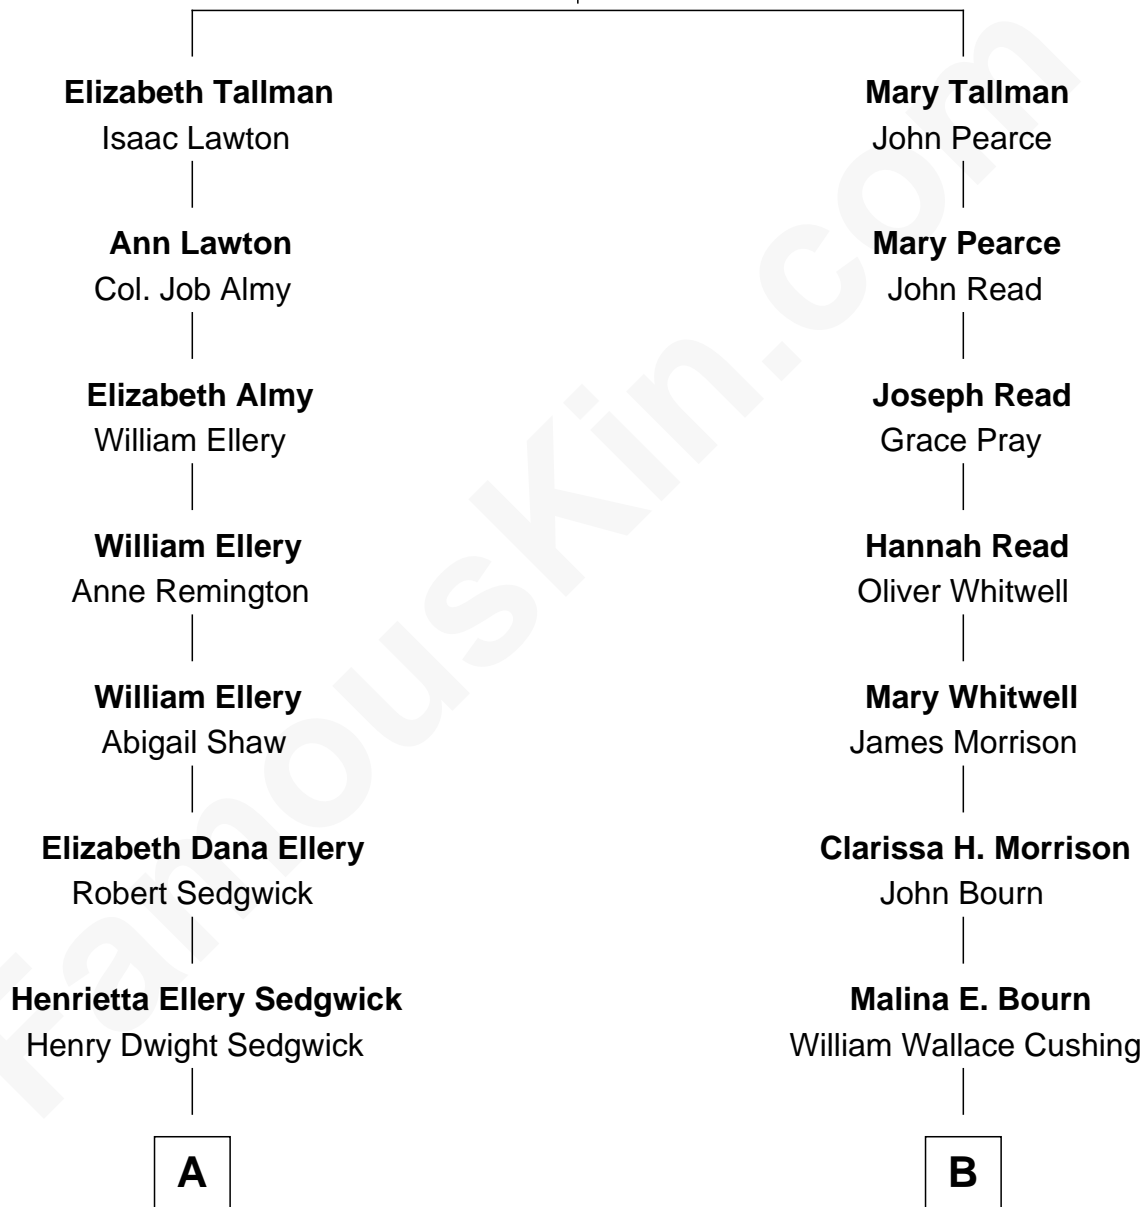 Elizabeth Tallman
Isaac Lawton
Ann Lawton
Col. Job Almy
Elizabeth Almy
William Ellery
William Ellery
Anne Remington
William Ellery
Abigail Shaw
Elizabeth Dana Ellery
Robert Sedgwick
Henrietta Ellery Sedgwick
Henry Dwight Sedgwick
A
Mary Tallman
John Pearce
Mary Pearce
John Read
Joseph Read
Grace Pray
Hannah Read
Oliver Whitwell
Mary Whitwell
James Morrison
Clarissa H. Morrison
John Bourn
Malina E. Bourn
William Wallace Cushing
B
FamousKin.com